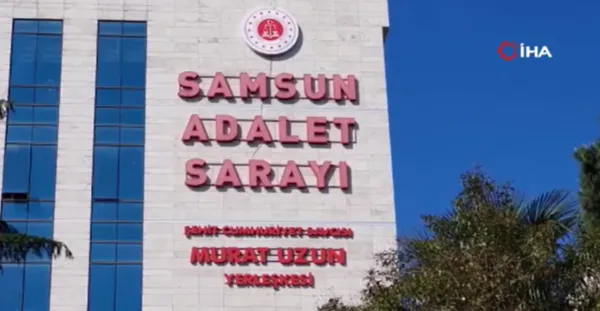 İHA
SAMSUN
ADALET
SARAYI
ŞEHİT CUMHURİYET SAVCISI
MURAT UZUN
YERLEŞKESİ